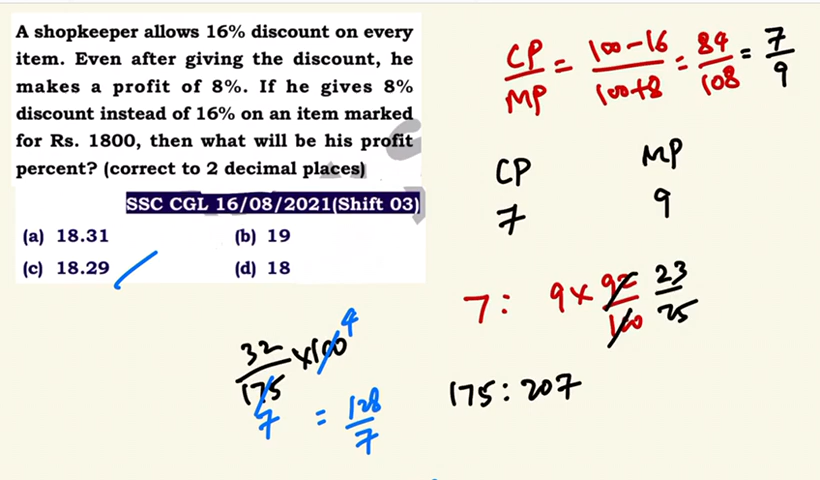 A shopkeeper allows 16% discount on every
item. Even after giving the discount, he
makes a profit of 8%. If he gives 8%
discount instead of 16% on an item marked
for Rs. 1800, then what will be his profit
percent? (correct to 2 decimal places)
SSC CGL 16/08/2021(Shift 03)
(a) 18.31 (b) 19
(c) 18.29 (d) 18
CP/MP = 100-16/100+8 = 84/108 = 7/9
CP MP
7 9
7 : 9 × 92/100 23/25
175 : 207
32/175 × 100 4
7 = 128/7